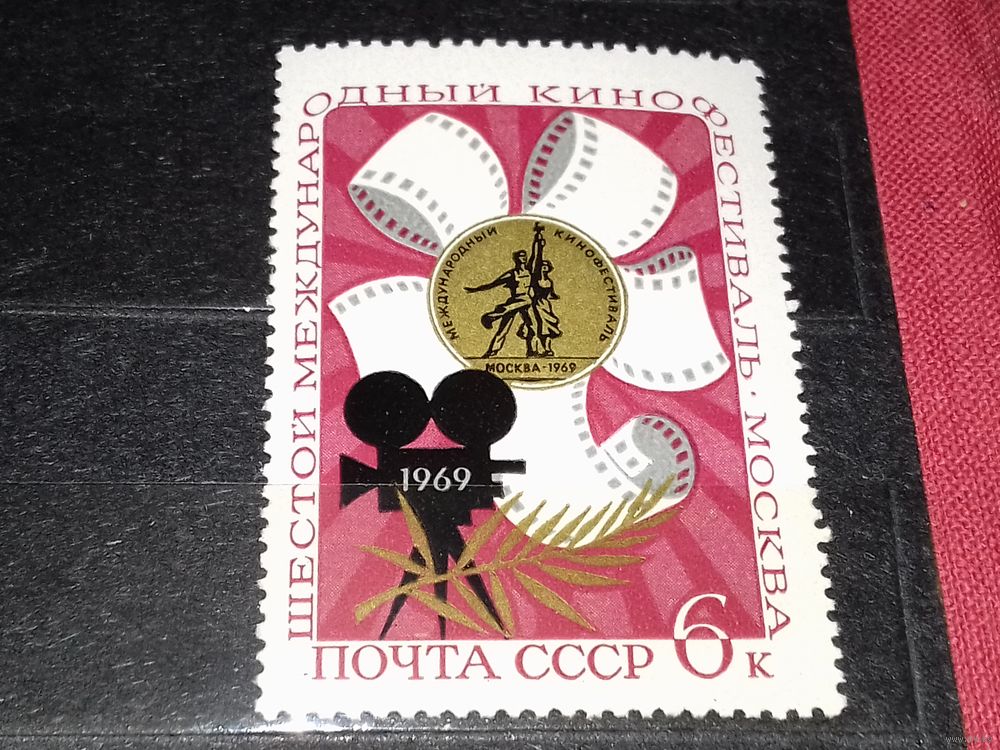 ШЕСТОЙ МЕЖДУНАРОДНЫЙ КИНОФЕСТИВАЛЬ · МОСКВА
МЕЖДУНАРОДНЫЙ КИНОФЕСТИВАЛЬ
МОСКВА-1969
1969
ПОЧТА СССР 6 К